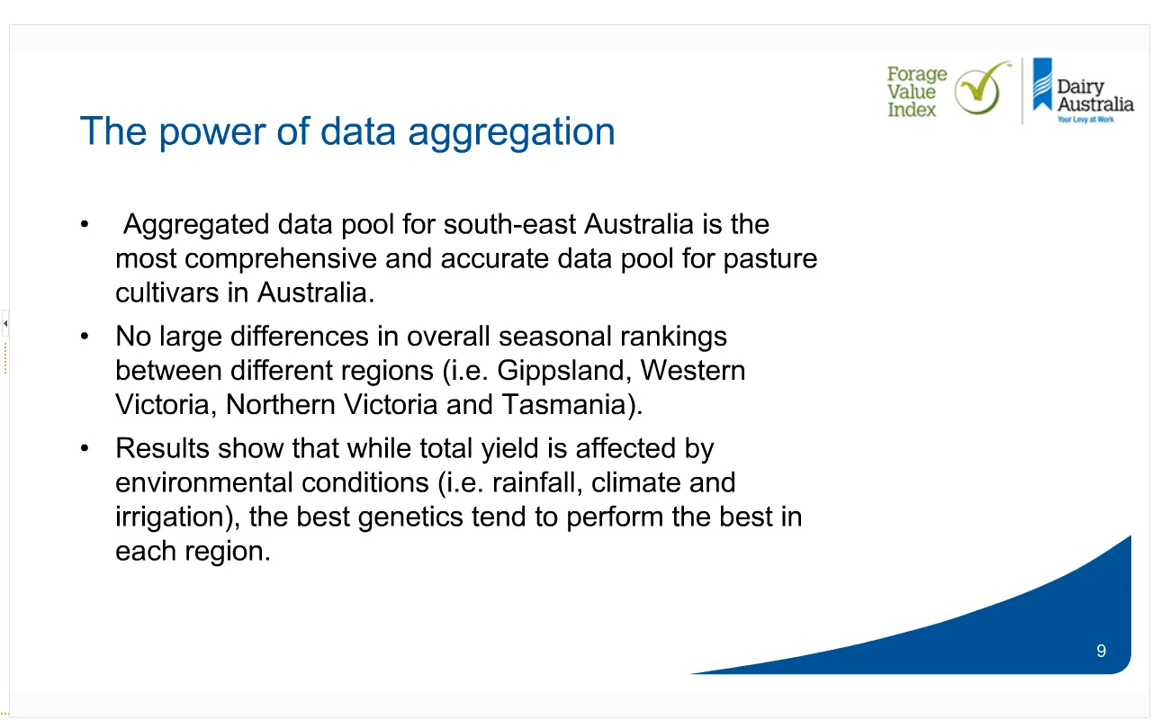 Forage
Value
Index
Dairy
Australia
Your Levy at Work
The power of data aggregation
• Aggregated data pool for south-east Australia is the
most comprehensive and accurate data pool for pasture
cultivars in Australia.
• No large differences in overall seasonal rankings
between different regions (i.e. Gippsland, Western
Victoria, Northern Victoria and Tasmania).
• Results show that while total yield is affected by
environmental conditions (i.e. rainfall, climate and
irrigation), the best genetics tend to perform the best in
each region.
9